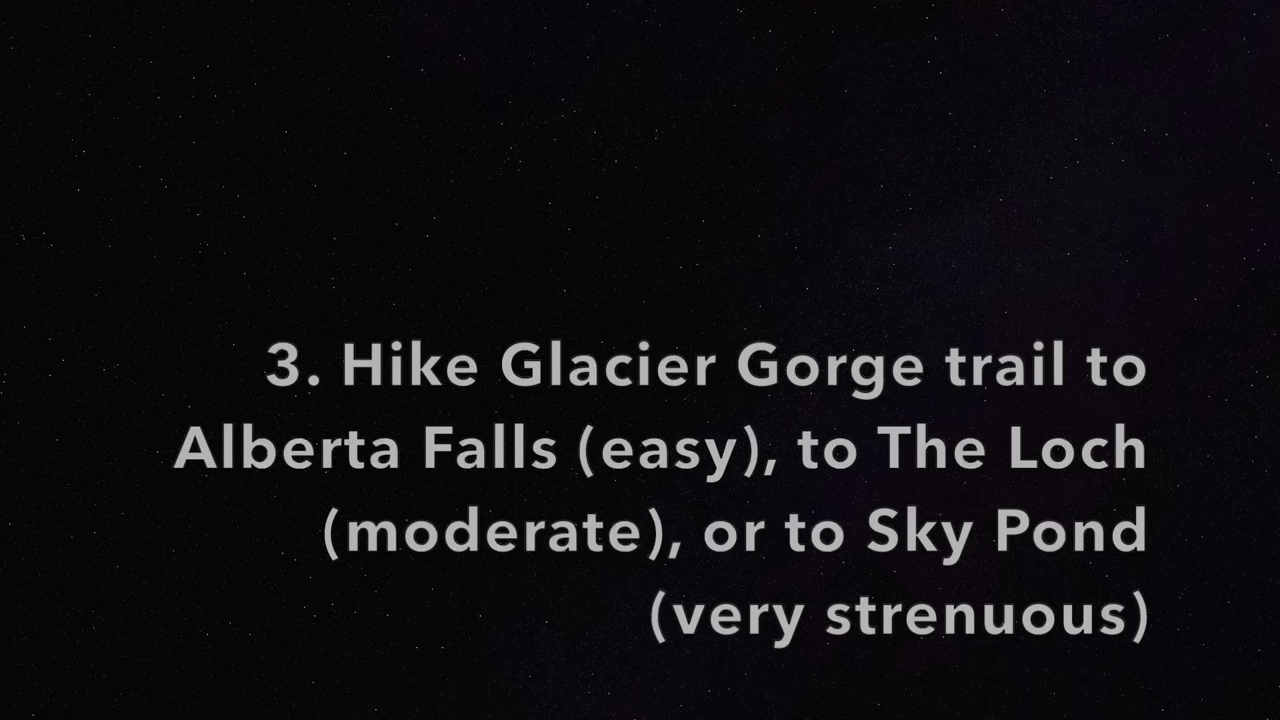 3. Hike Glacier Gorge trail to
Alberta Falls (easy), to The Loch
(moderate), or to Sky Pond
(very strenuous)